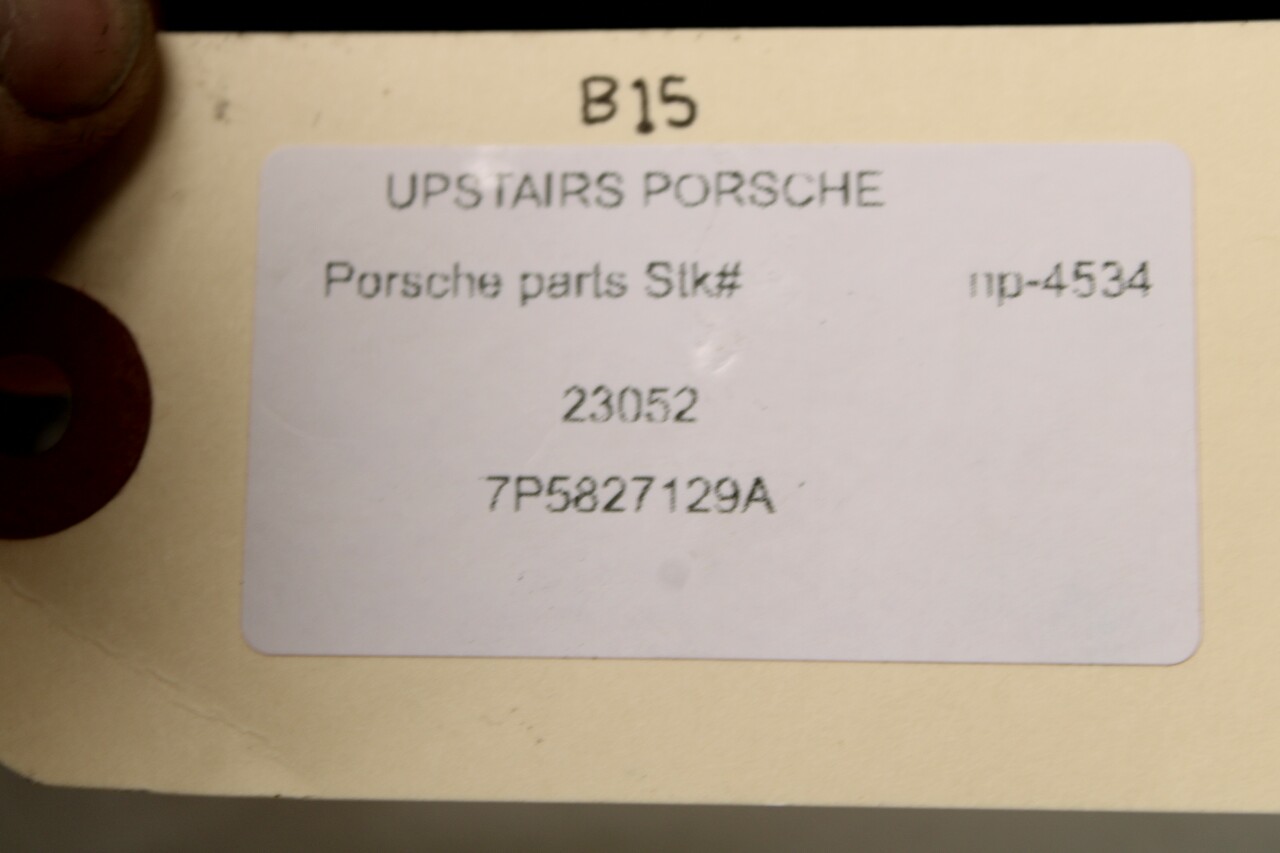 B15
UPSTAIRS PORSCHE
Porsche parts Stk# np-4534
23052
7P5827129A